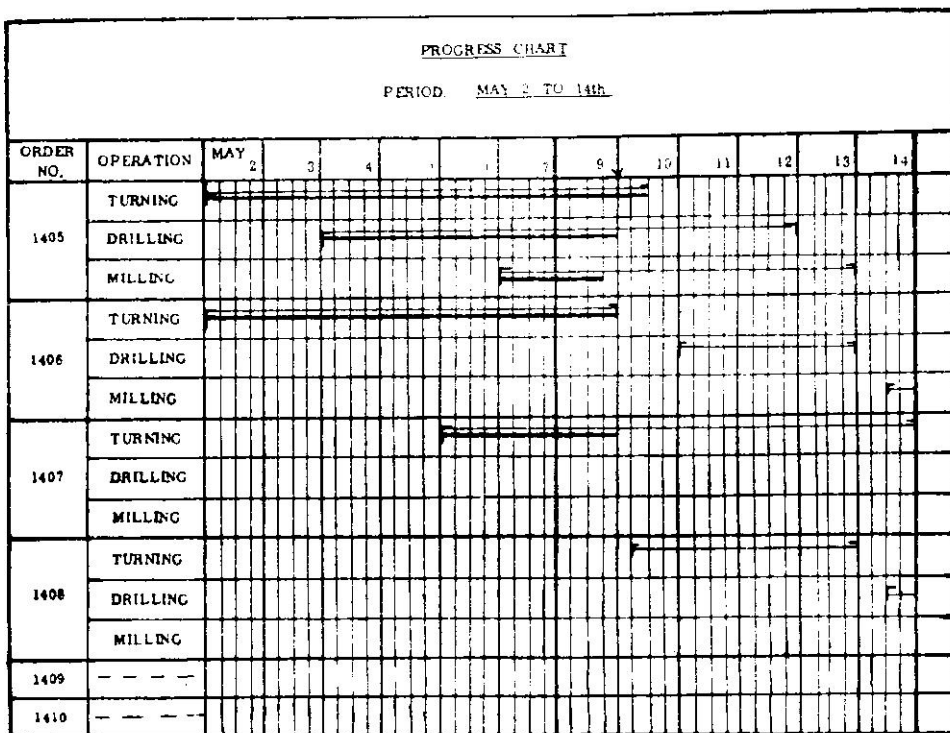 PROGRESS CHART
PERIOD. MAY 2 TO 14th
ORDER NO. OPERATION MAY 2 3 4 7 9 10 11 12 13 14
1405 TURNING
DRILLING
MILLING
1406 TURNING
DRILLING
MILLING
1407 TURNING
DRILLING
MILLING
1408 TURNING
DRILLING
MILLING
1409
1410